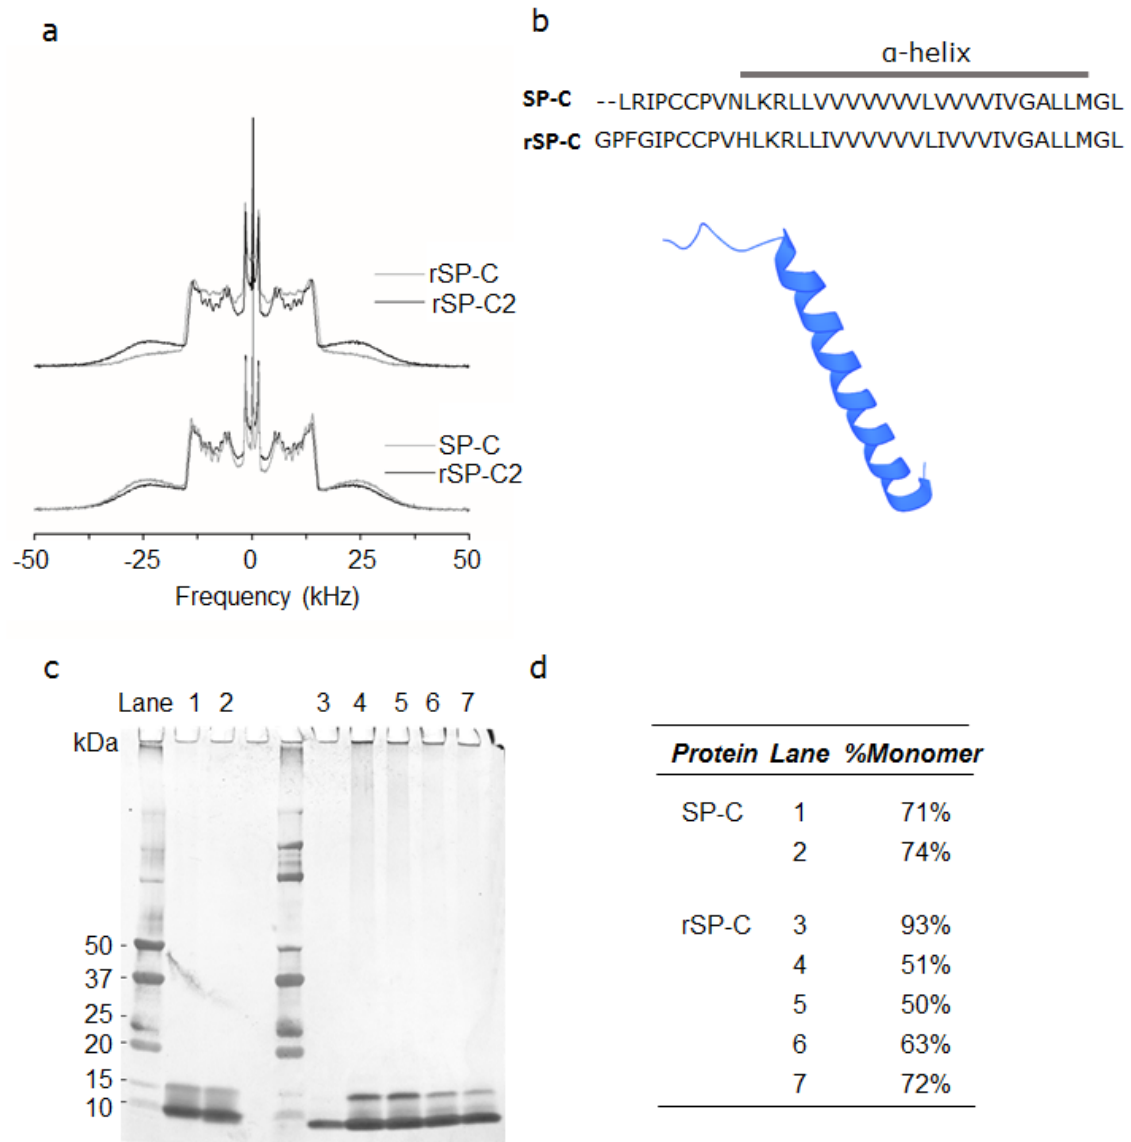 a
rSP-C
rSP-C2
SP-C
rSP-C2
-50 -25 0 25 50
Frequency (kHz)
b
α-helix
SP-C --LRIPCCPVNLKRLLVVVVVVVLVVVVIVGALLMGL
rSP-C GPFGIPCCPVHLKRLLIVVVVVVLIVVVIVGALLMGL
c
Lane 1 2 3 4 5 6 7
kDa
50
37
25
20
15
10
d
Protein Lane %Monomer
SP-C 1 71%
2 74%
rSP-C 3 93%
4 51%
5 50%
6 63%
7 72%